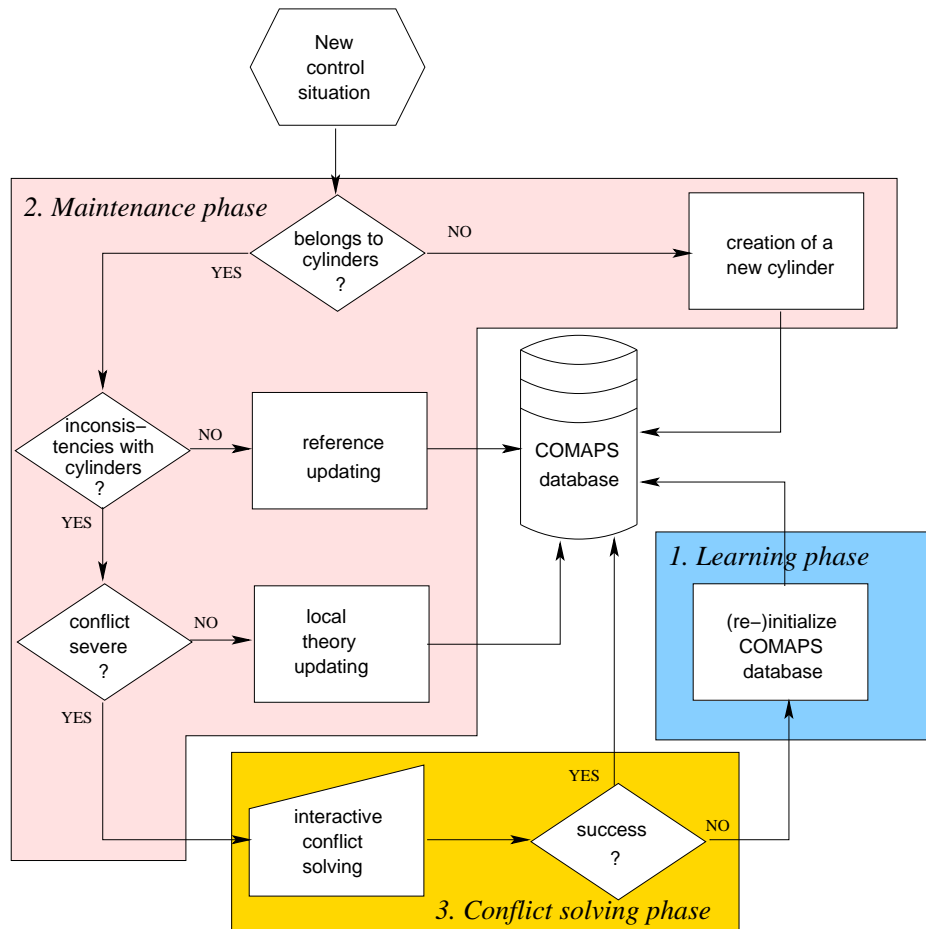 New
control
situation
2. Maintenance phase
belongs to
cylinders
?
NO
YES
creation of a
new cylinder
inconsis–
tencies with
cylinders
?
NO
reference
updating
COMAPS
database
YES
1. Learning phase
conflict
severe
?
NO
local
theory
updating
(re–)initialize
COMAPS
database
YES
interactive
conflict
solving
YES
success
?
NO
3. Conflict solving phase